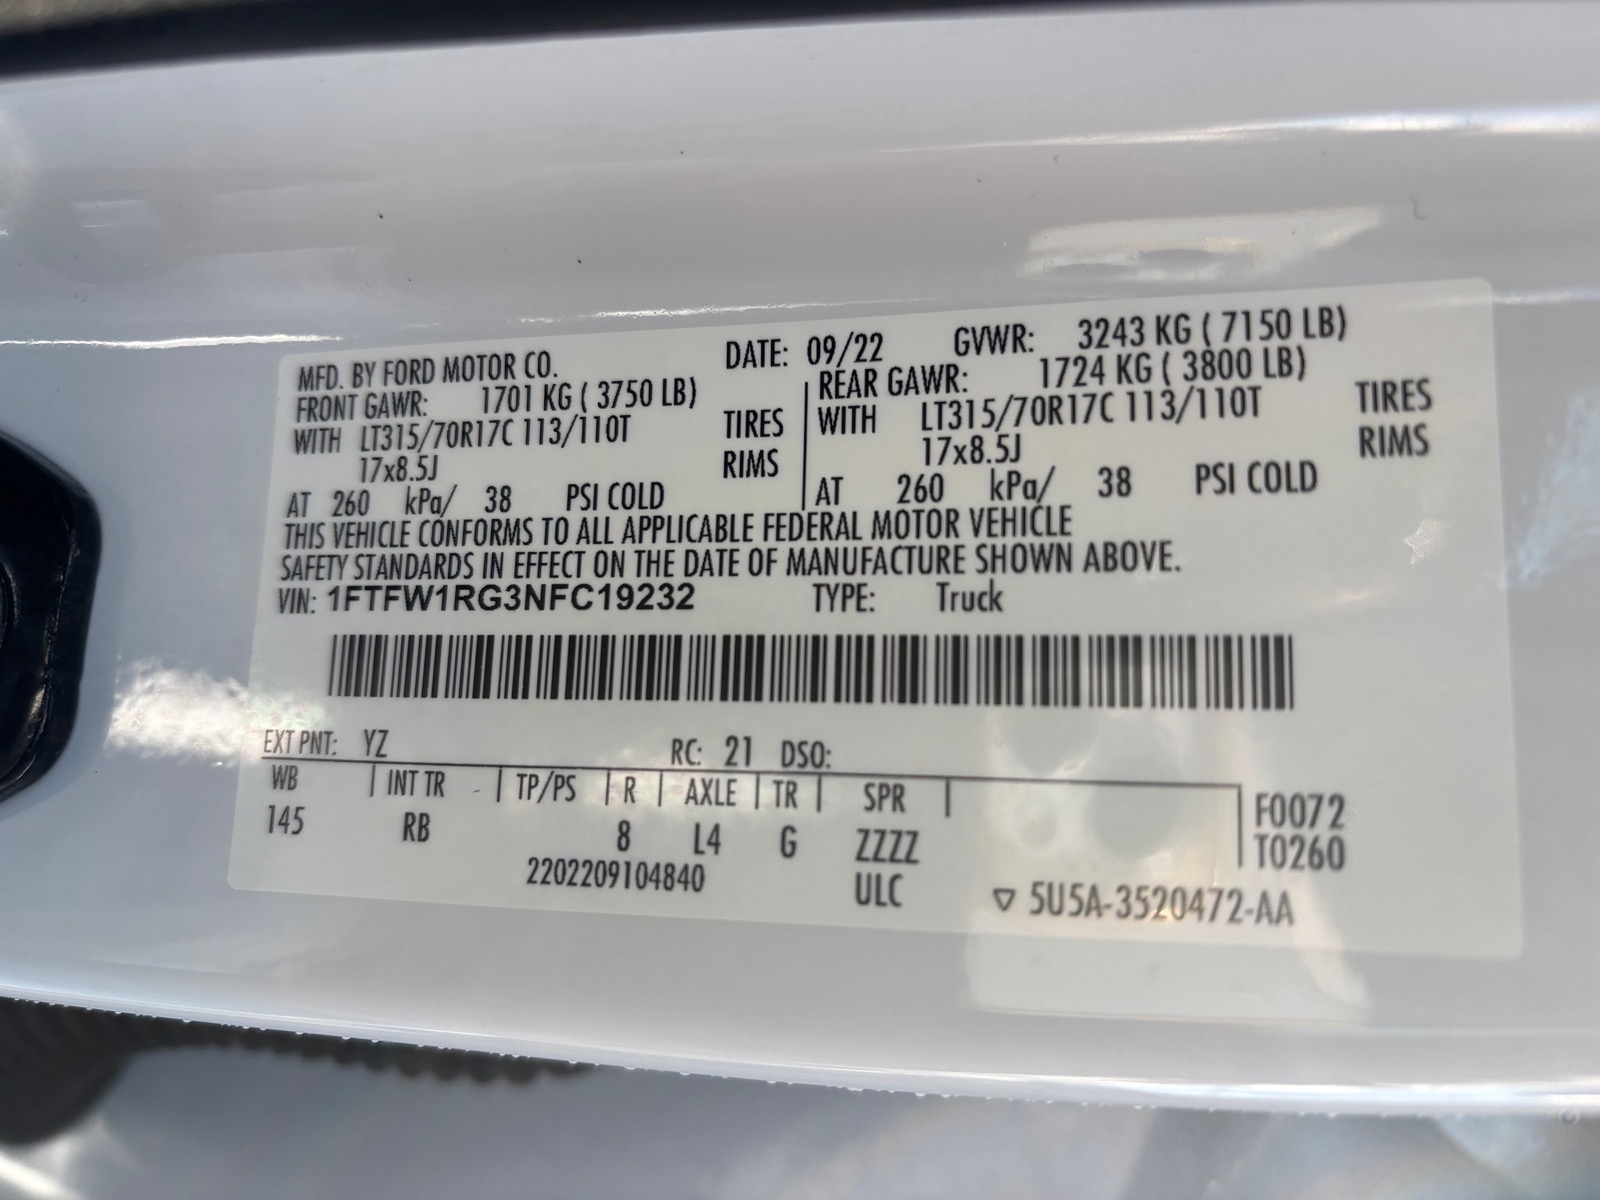 MFD. BY FORD MOTOR CO. DATE: 09/22 GVWR: 3243 KG ( 7150 LB)
FRONT GAWR: 1701 KG ( 3750 LB) REAR GAWR: 1724 KG ( 3800 LB)
WITH LT315/70R17C 113/110T TIRES WITH LT315/70R17C 113/110T TIRES
17x8.5J RIMS 17x8.5J RIMS
AT 260 kPa/ 38 PSI COLD AT 260 kPa/ 38 PSI COLD
THIS VEHICLE CONFORMS TO ALL APPLICABLE FEDERAL MOTOR VEHICLE
SAFETY STANDARDS IN EFFECT ON THE DATE OF MANUFACTURE SHOWN ABOVE.
VIN: 1FTFW1RG3NFC19232 TYPE: Truck
EXT PNT: YZ RC: 21 DSO:
WB | INT TR - | TP/PS | R | AXLE | TR | SPR | F0072
145 RB 8 L4 G ZZZZ T0260
2202209104840 ULC ▽ 5U5A-3520472-AA